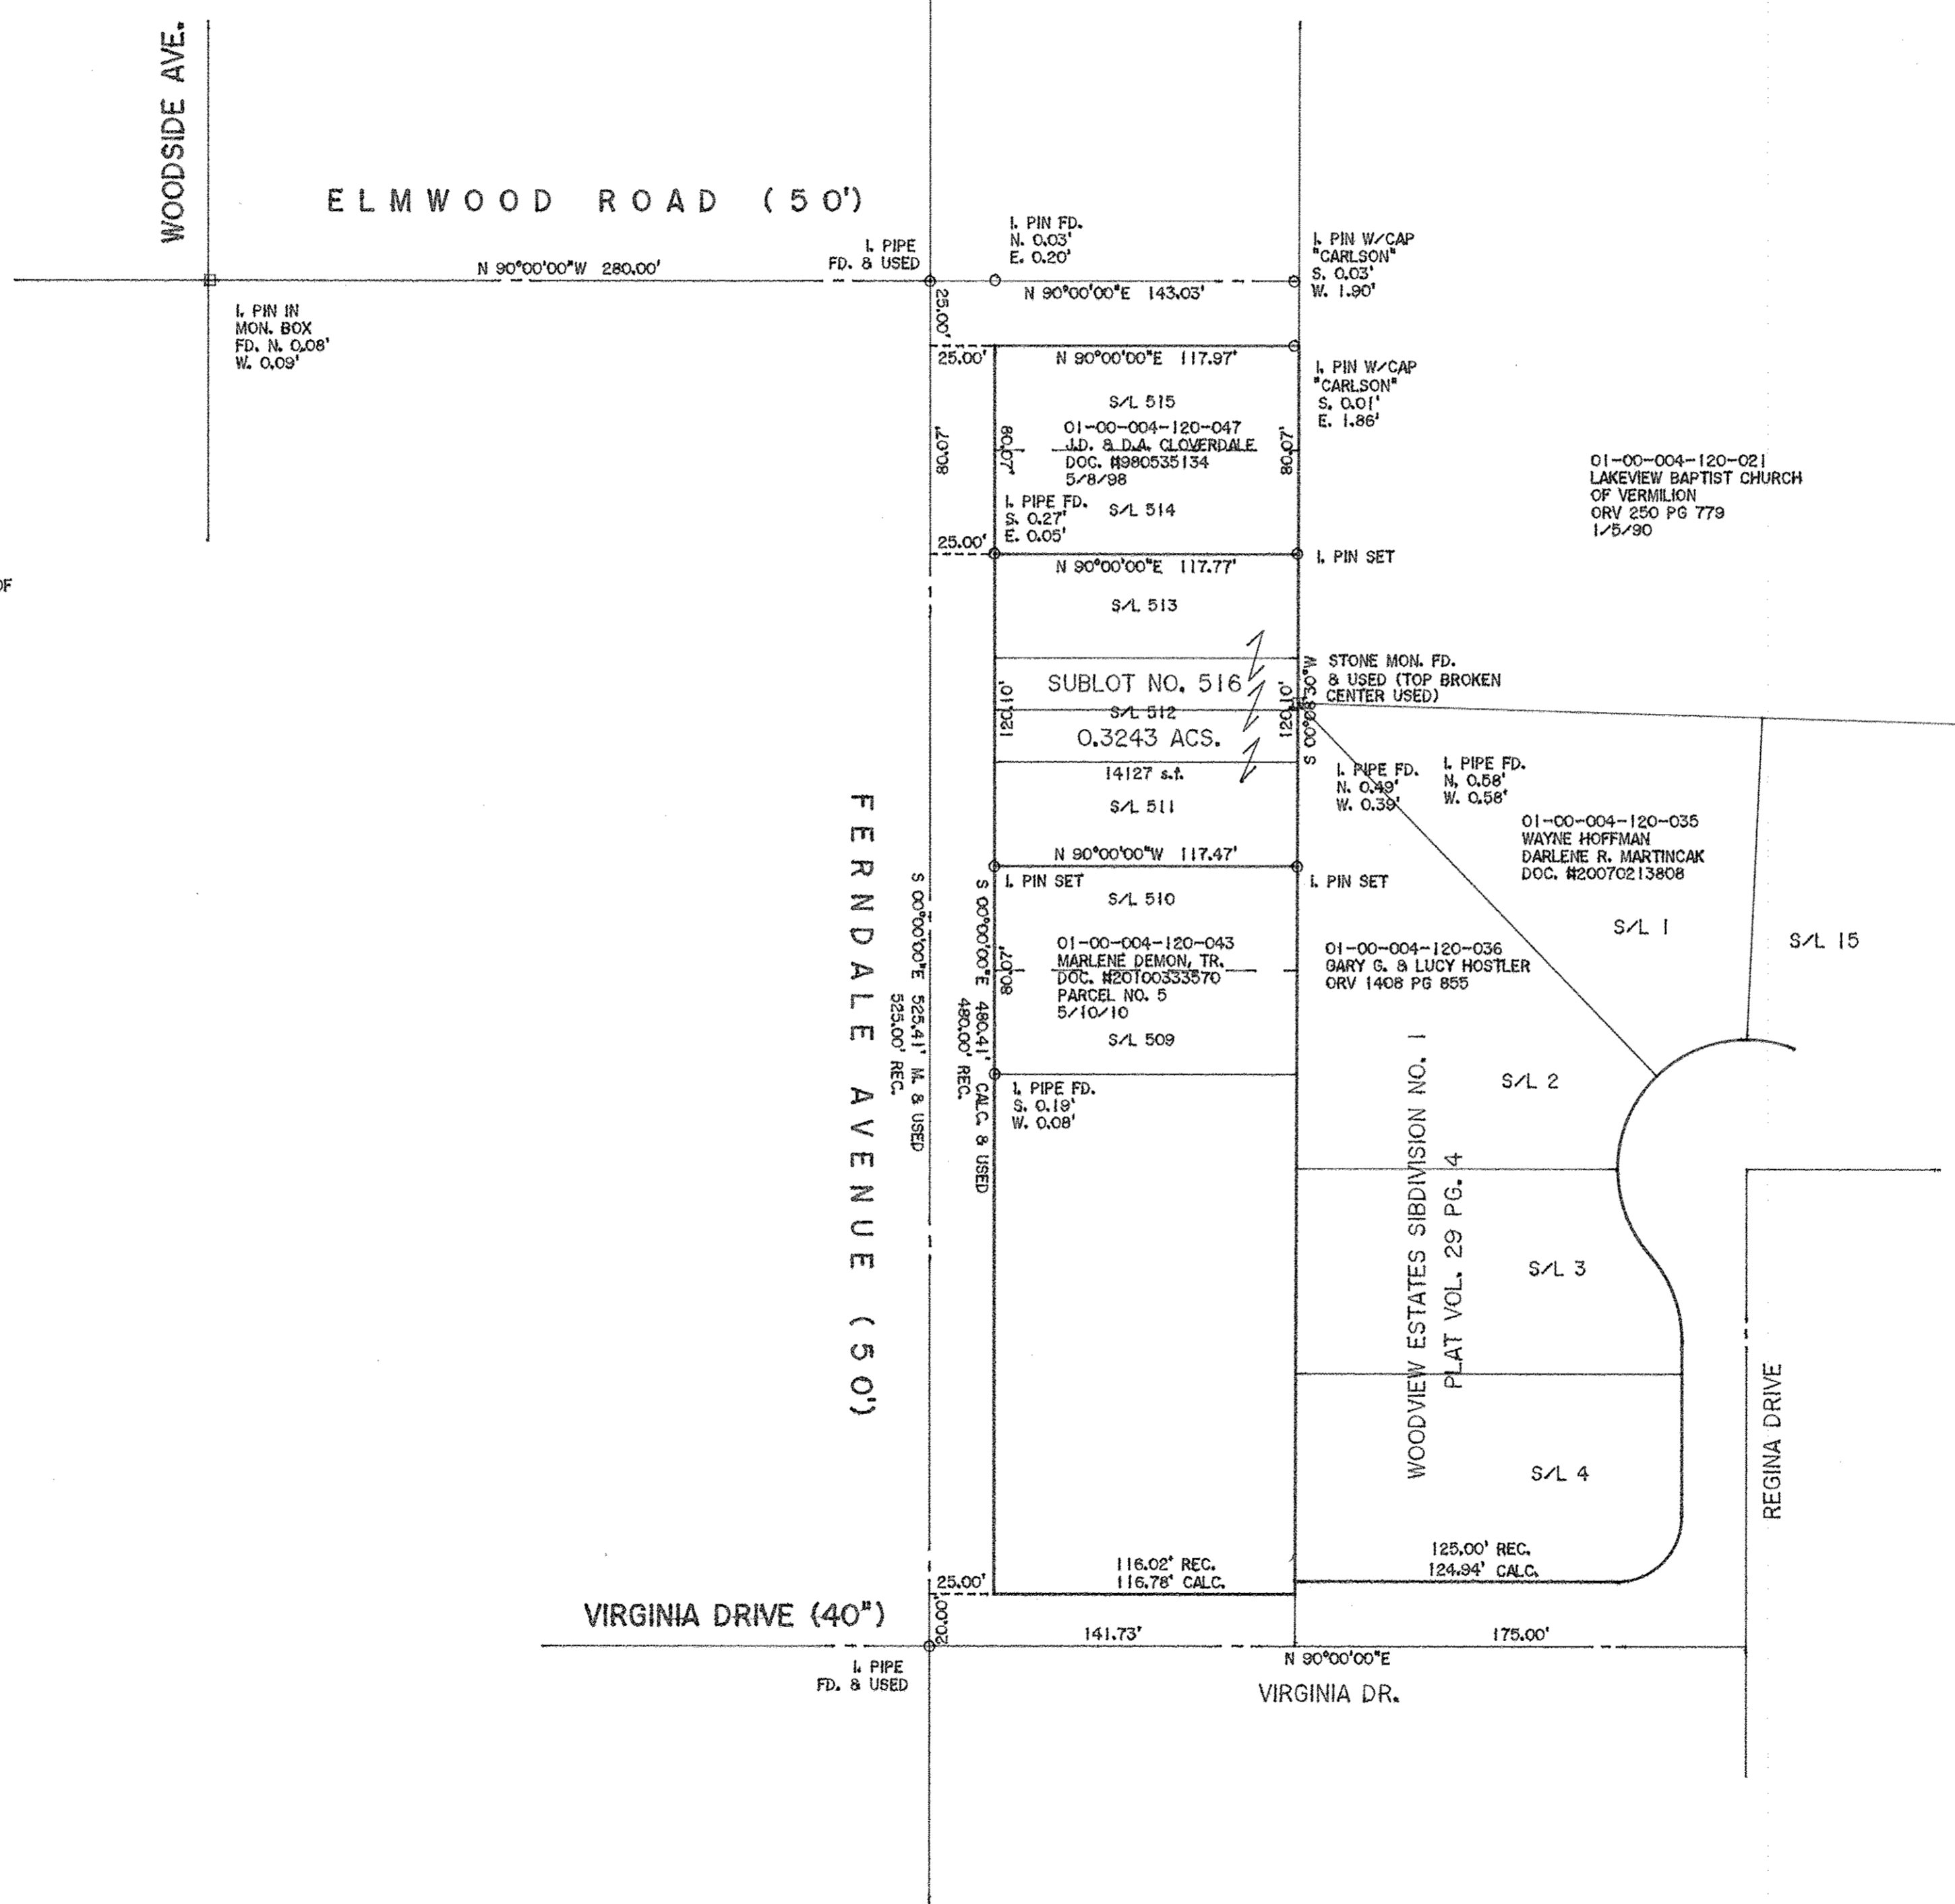 WOODSIDE AVE.
ELMWOOD ROAD (50')
N 90°00'00"W 280.00'
I. PIPE
FD. & USED
I. PIN FD.
N. 0.03'
E. 0.20'
I. PIN W/CAP
"CARLSON"
S. 0.03'
W. 1.90'
N 90°00'00"E 143.03'
I. PIN IN
MON. BOX
FD. N. 0.08'
W. 0.09'
25.00'
25.00'
N 90°00'00"E 117.97'
I. PIN W/CAP
"CARLSON"
S. 0.01'
E. 1.86'
S/L 515
80.07'
80.07'
01-00-004-120-047
J.D. & D.A. CLOVERDALE
DOC. #980535134
5/8/98
80.07'
01-00-004-120-021
LAKEVIEW BAPTIST CHURCH
OF VERMILION
ORV 250 PG 779
1/5/90
I. PIPE FD.
S. 0.27'
E. 0.05'
S/L 514
25.00'
I. PIN SET
N 90°00'00"E 117.77'
OF
S/L 513
STONE MON. FD.
& USED (TOP BROKEN
CENTER USED)
SUBLOT NO. 516
120.10'
120.10'
S 00°08'30"W
S/L 512
0.3243 ACS.
14127 s.f.
S/L 511
I. PIPE FD.
N. 0.49'
W. 0.39'
I. PIPE FD.
N. 0.58'
W. 0.58'
01-00-004-120-035
WAYNE HOFFMAN
DARLENE R. MARTINCAK
DOC. #20070213808
N 90°00'00"W 117.47'
I. PIN SET
I. PIN SET
S/L 510
S/L 1
S/L 15
FERNDALE AVENUE (50')
S 00°00'00"E 525.41' M. & USED
525.00' REC.
S 00°00'00"E 480.41' CALC. & USED
480.00' REC.
80.07'
01-00-004-120-043
MARLENE DEMON, TR.
DOC. #20100333570
PARCEL NO. 5
5/10/10
01-00-004-120-036
GARY G. & LUCY HOSTLER
ORV 1408 PG 855
S/L 509
I. PIPE FD.
S. 0.19'
W. 0.08'
S/L 2
WOODVIEW ESTATES SIBDIVISION NO. 1
PLAT VOL. 29 PG. 4
S/L 3
S/L 4
REGINA DRIVE
116.02' REC.
116.78' CALC.
125.00' REC.
124.94' CALC.
25.00'
20.00'
VIRGINIA DRIVE (40")
141.73'
175.00'
N 90°00'00"E
I. PIPE
FD. & USED
VIRGINIA DR.